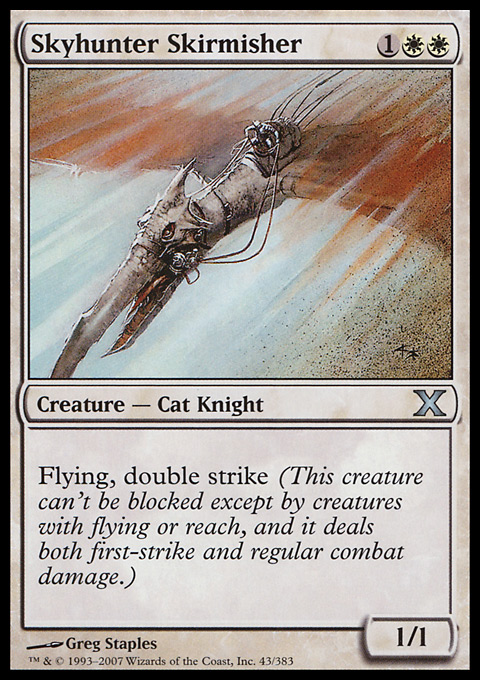 Skyhunter Skirmisher 1
Creature — Cat Knight X
Flying, double strike (This creature
can't be blocked except by creatures
with flying or reach, and it deals
both first-strike and regular combat
damage.)
Greg Staples
1/1
™ & © 1993–2007 Wizards of the Coast, Inc. 43/383